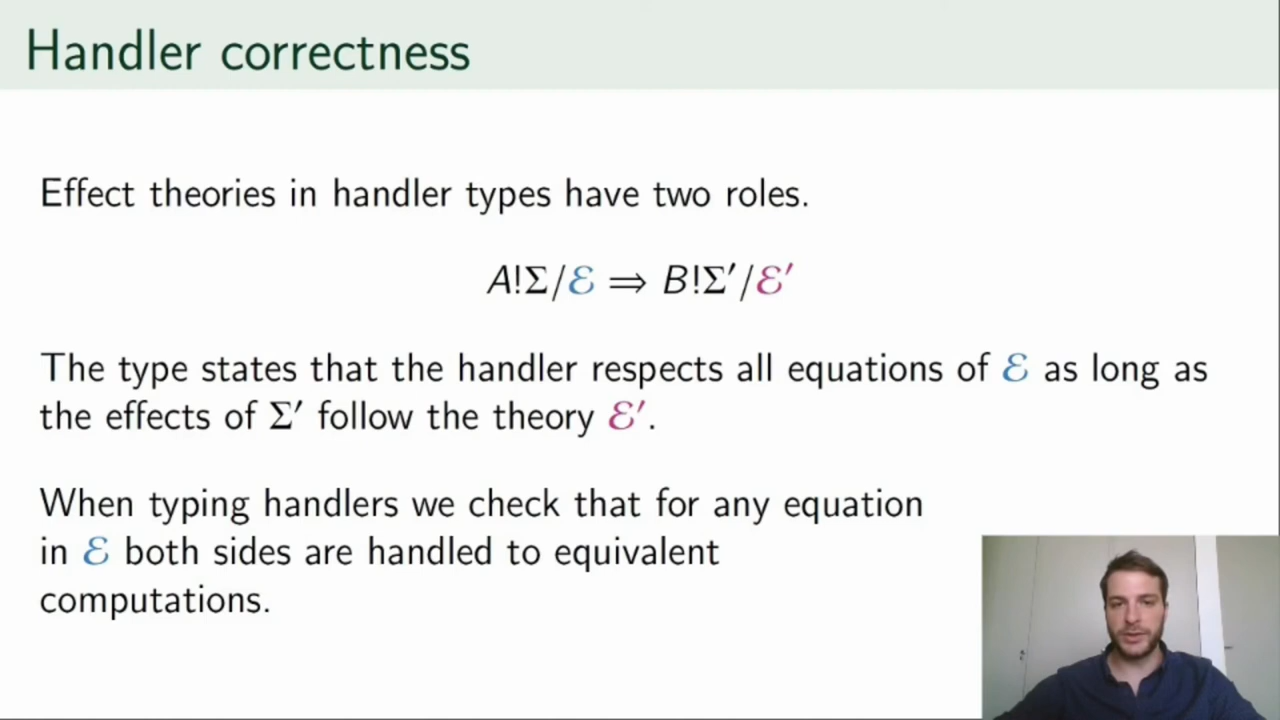 Handler correctness
Effect theories in handler types have two roles.
A!Σ/ℰ ⟹ B!Σ′/ℰ′
The type states that the handler respects all equations of ℰ as long as
the effects of Σ′ follow the theory ℰ′.
When typing handlers we check that for any equation
in ℰ both sides are handled to equivalent
computations.